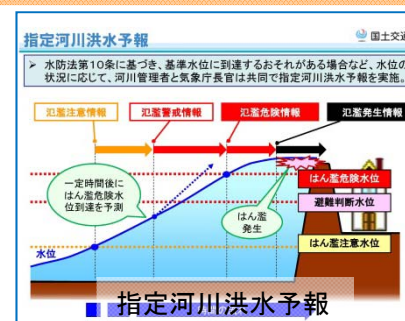 指定河川洪水予報
国土交通
水防法第10条に基づき、基準水位に到達するおそれがある場合など、水位の
状況に応じて、河川管理者と気象庁長官は共同で指定河川洪水予報を実施。
氾濫注意情報
氾濫警戒情報
氾濫危険情報
氾濫発生情報
一定時間後に
はん濫危険水
位到達を予測
はん濫
発生
はん濫危険水位
避難判断水位
はん濫注意水位
水位
指定河川洪水予報